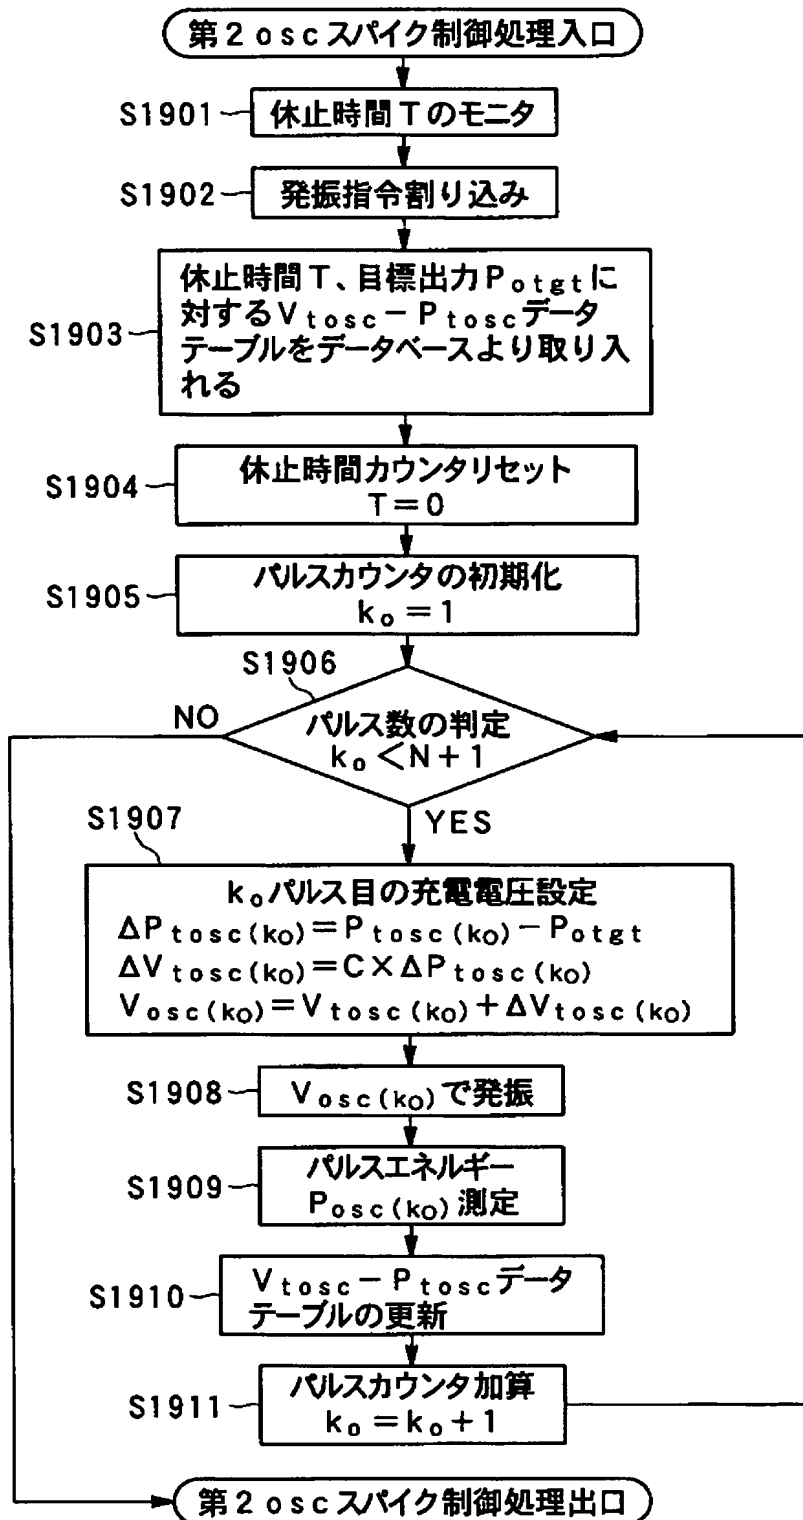 第2oscスパイク制御処理入口
S1901
休止時間Tのモニタ
S1902
発振指令割り込み
S1903
休止時間T、目標出力Potgtに
対するVtosc－Ptoscデータ
テーブルをデータベースより取り入
れる
S1904
休止時間カウンタリセット
T＝0
S1905
パルスカウンタの初期化
ko＝1
S1906
NO
パルス数の判定
ko＜N＋1
YES
S1907
koパルス目の充電電圧設定
ΔPtosc(ko)＝Ptosc(ko)－Potgt
ΔVtosc(ko)＝C×ΔPtosc(ko)
Vosc(ko)＝Vtosc(ko)＋ΔVtosc(ko)
S1908
Vosc(ko)で発振
S1909
パルスエネルギー
Posc(ko)測定
S1910
Vtosc－Ptoscデータ
テーブルの更新
S1911
パルスカウンタ加算
ko＝ko＋1
第2oscスパイク制御処理出口